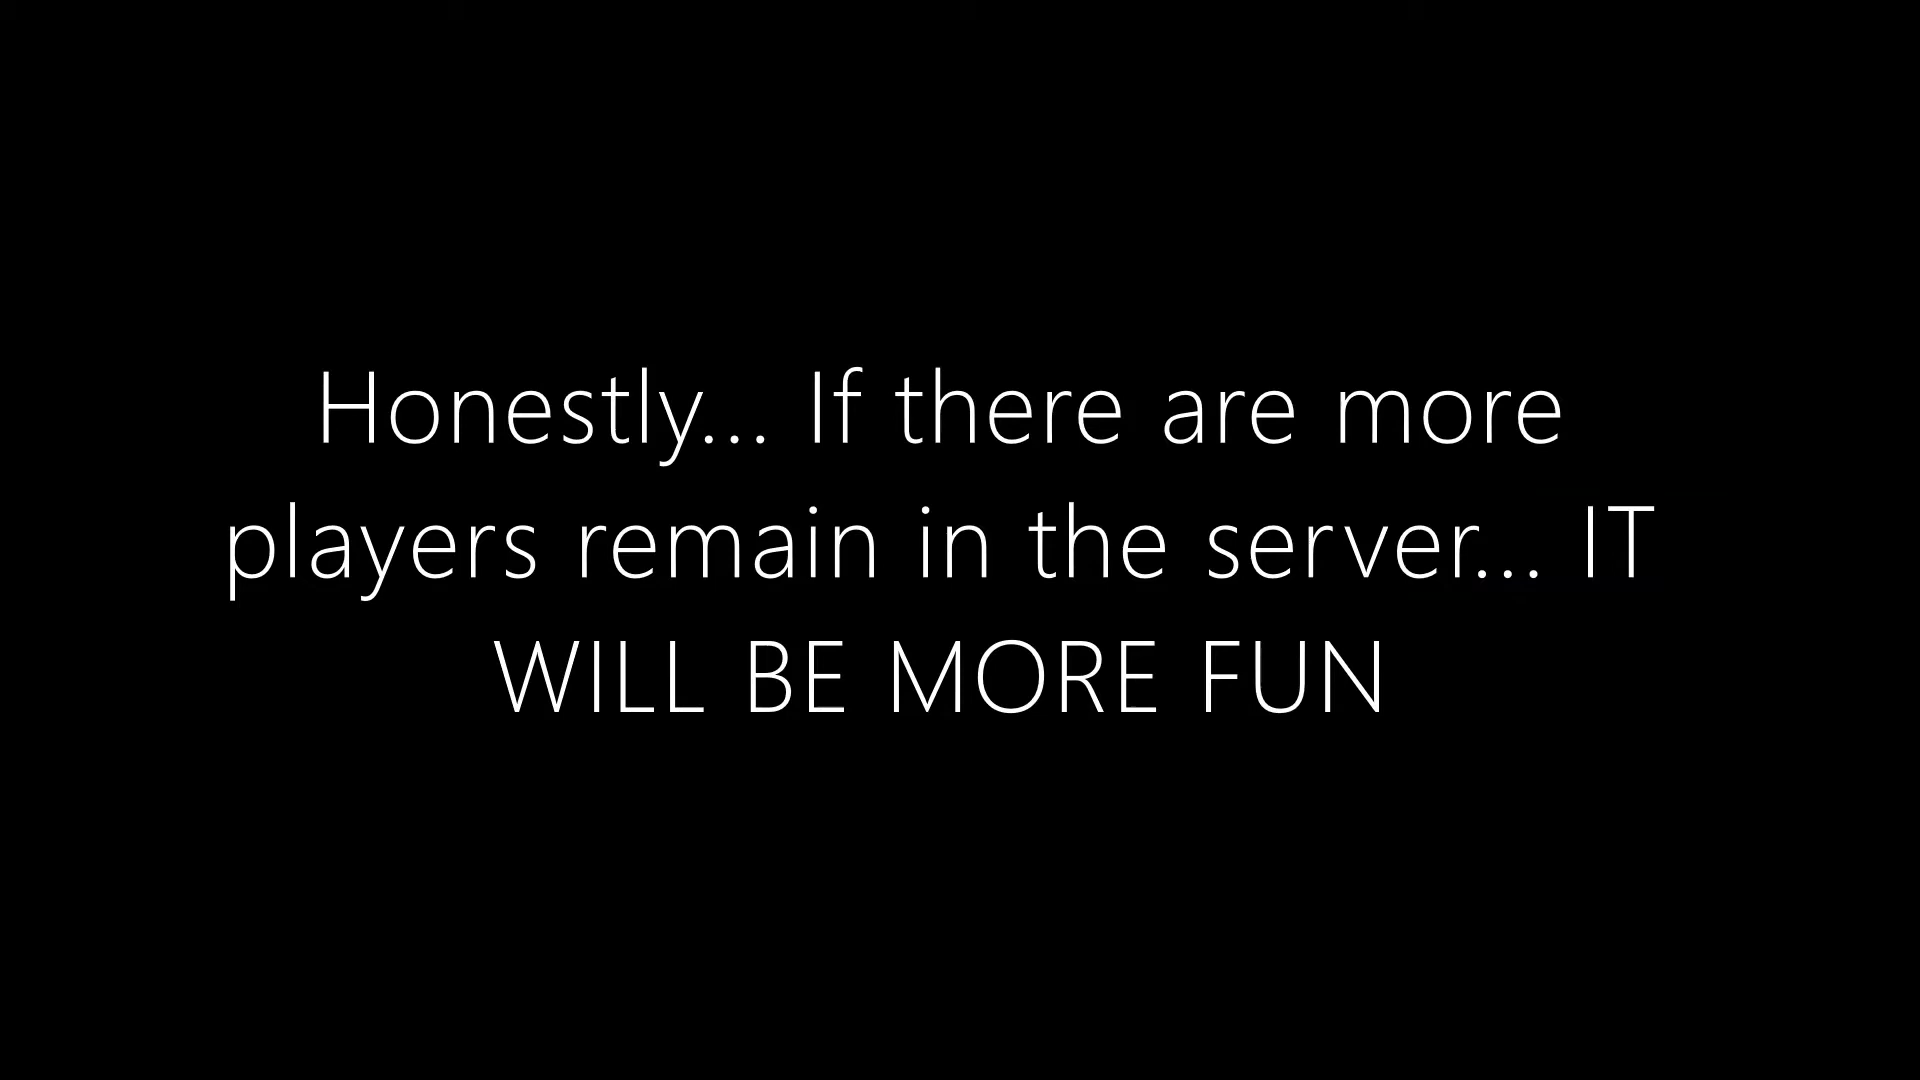 Honestly... If there are more
players remain in the server... IT
WILL BE MORE FUN